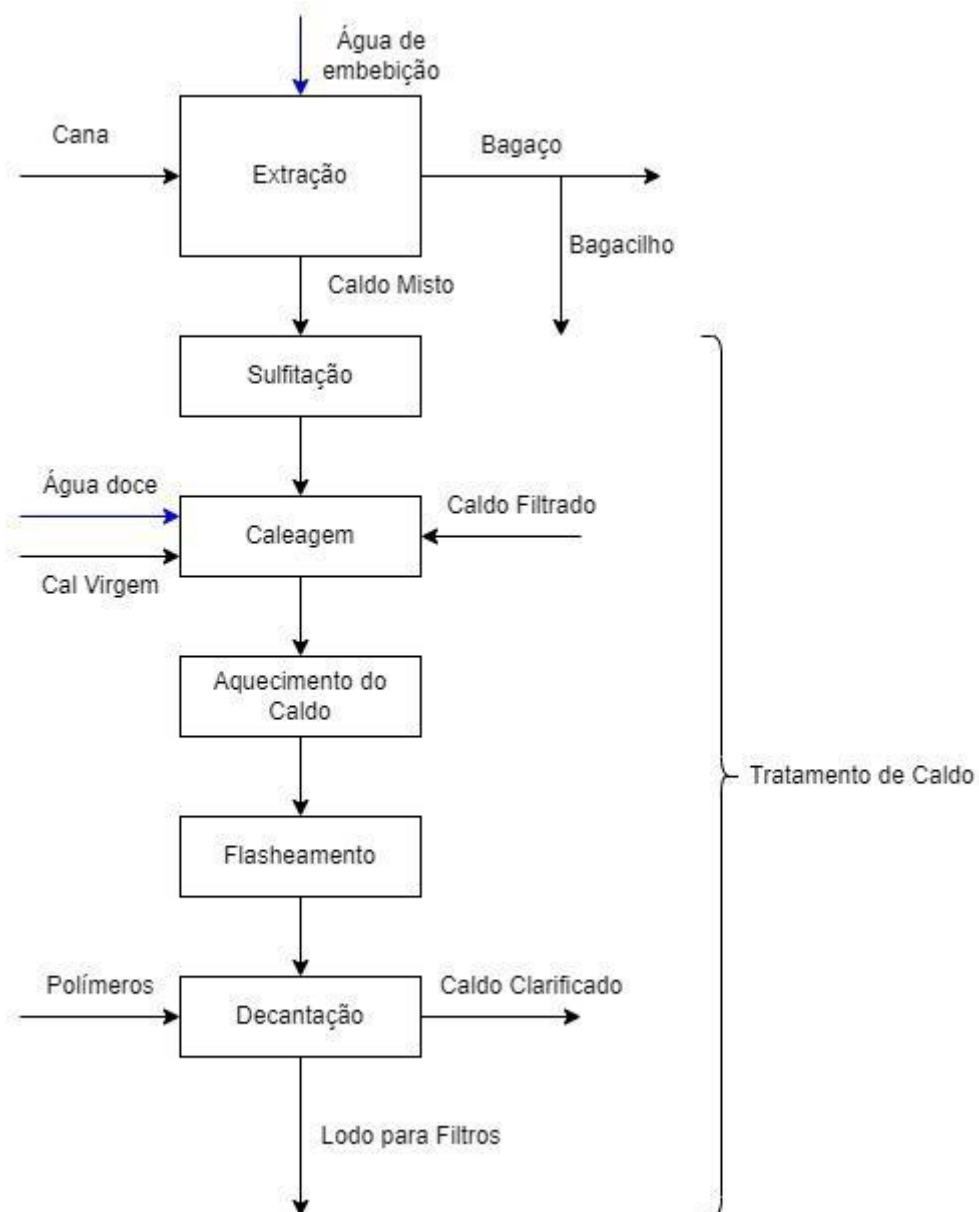 Água de
embebição
Cana
Extração
Bagaço
Bagacilho
Caldo Misto
Sulfitação
Água doce
Caleagem
Caldo Filtrado
Cal Virgem
Aquecimento do
Caldo
Tratamento de Caldo
Flasheamento
Polímeros
Decantação
Caldo Clarificado
Lodo para Filtros